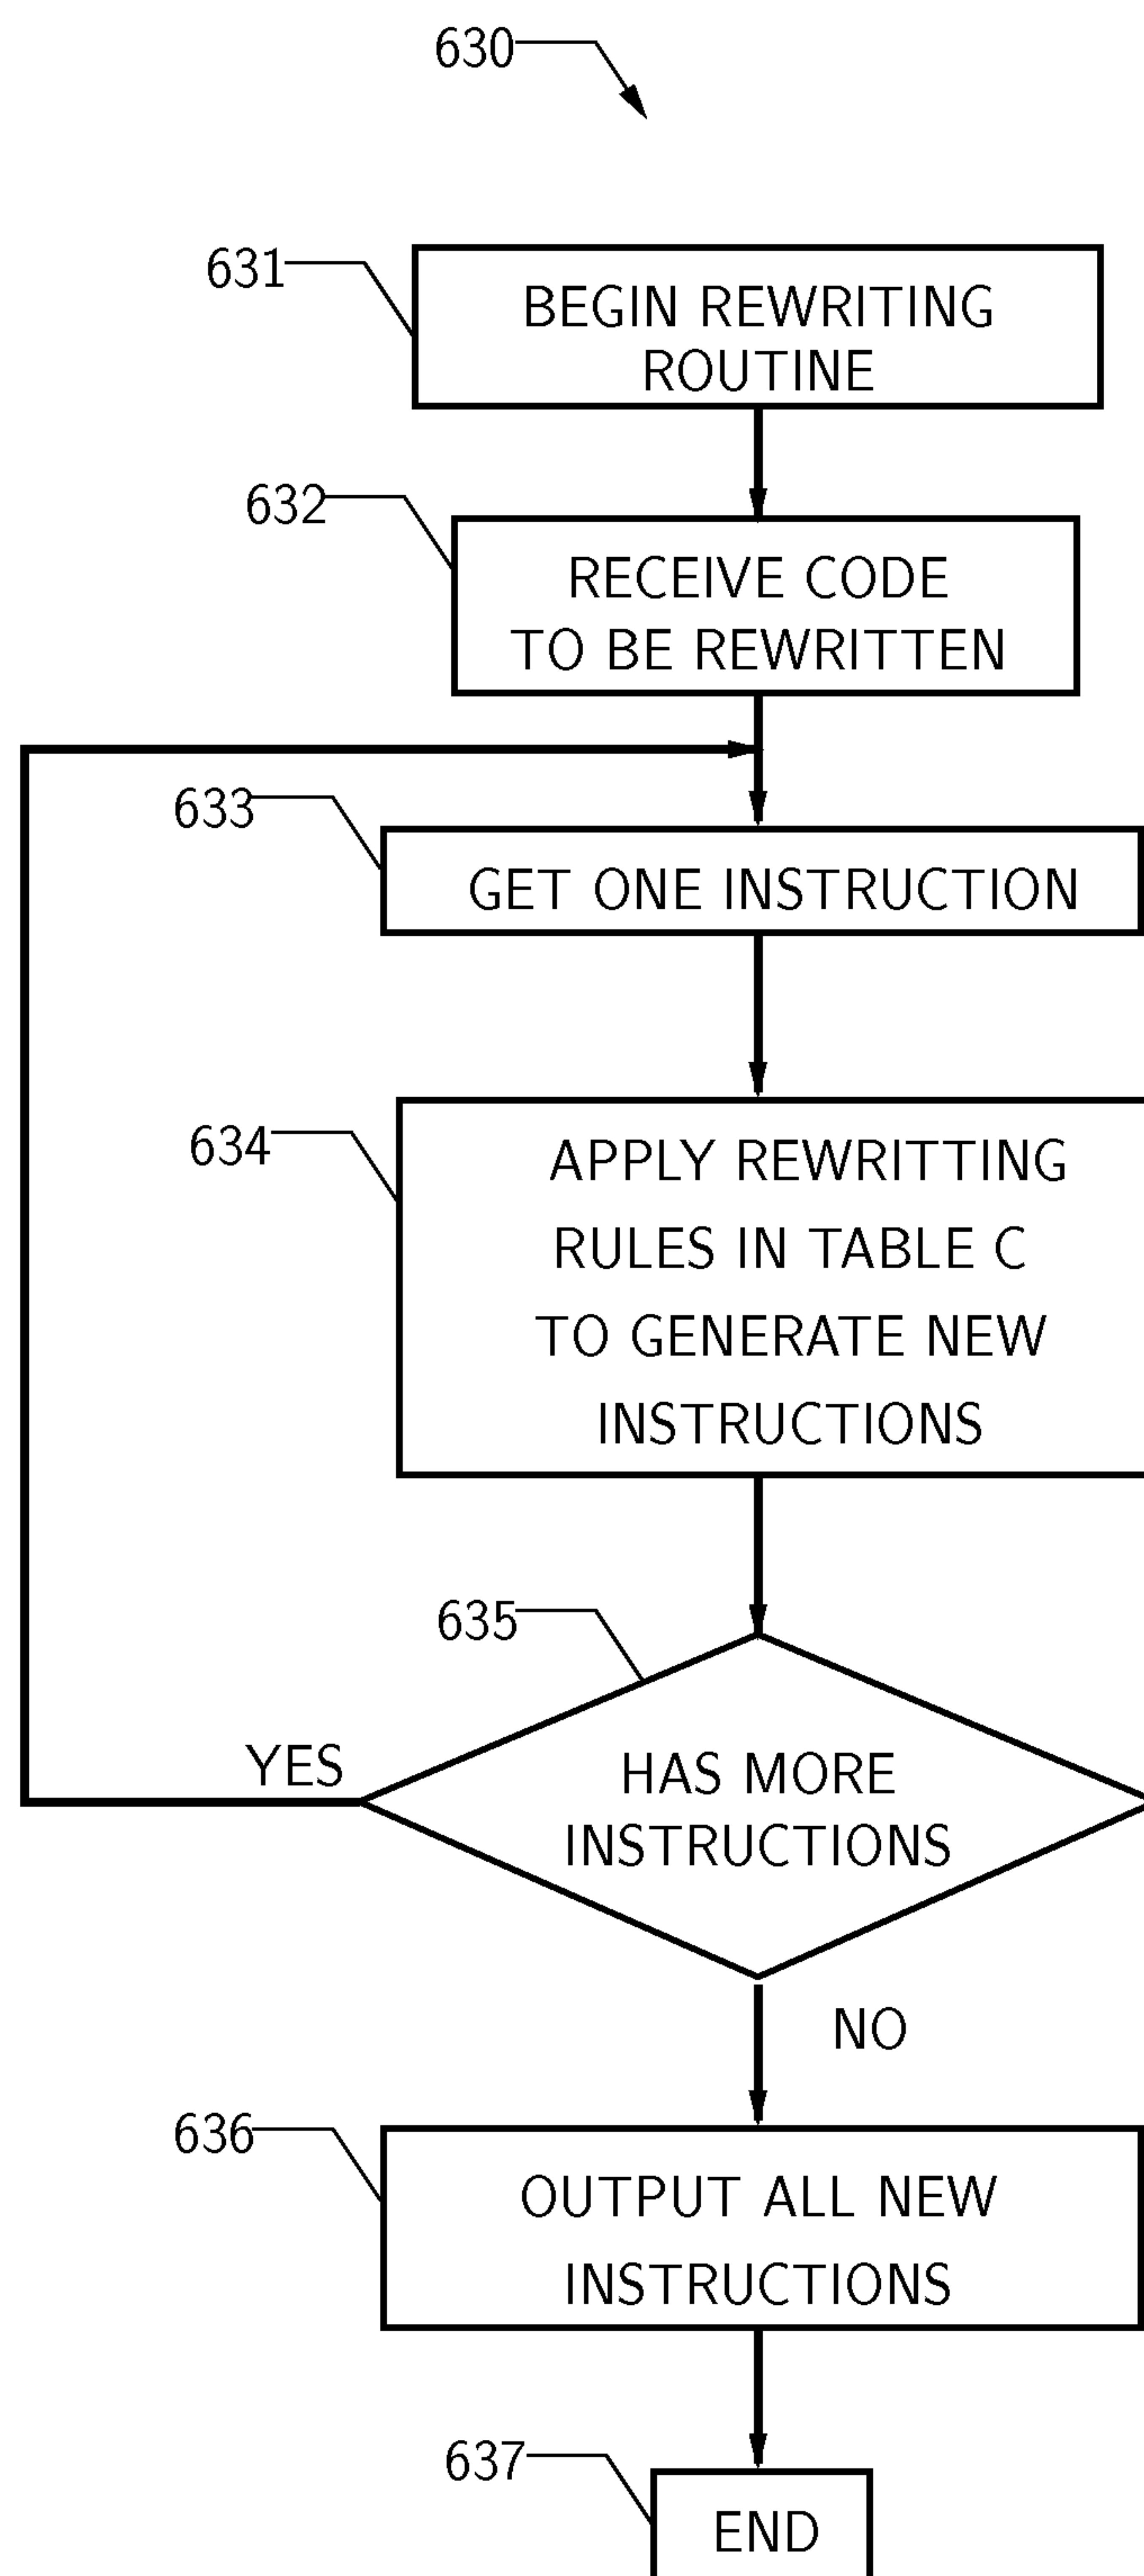 630
631
BEGIN REWRITING
ROUTINE
632
RECEIVE CODE
TO BE REWRITTEN
633
GET ONE INSTRUCTION
634
APPLY REWRITTING
RULES IN TABLE C
TO GENERATE NEW
INSTRUCTIONS
635
YES
HAS MORE
INSTRUCTIONS
NO
636
OUTPUT ALL NEW
INSTRUCTIONS
637
END